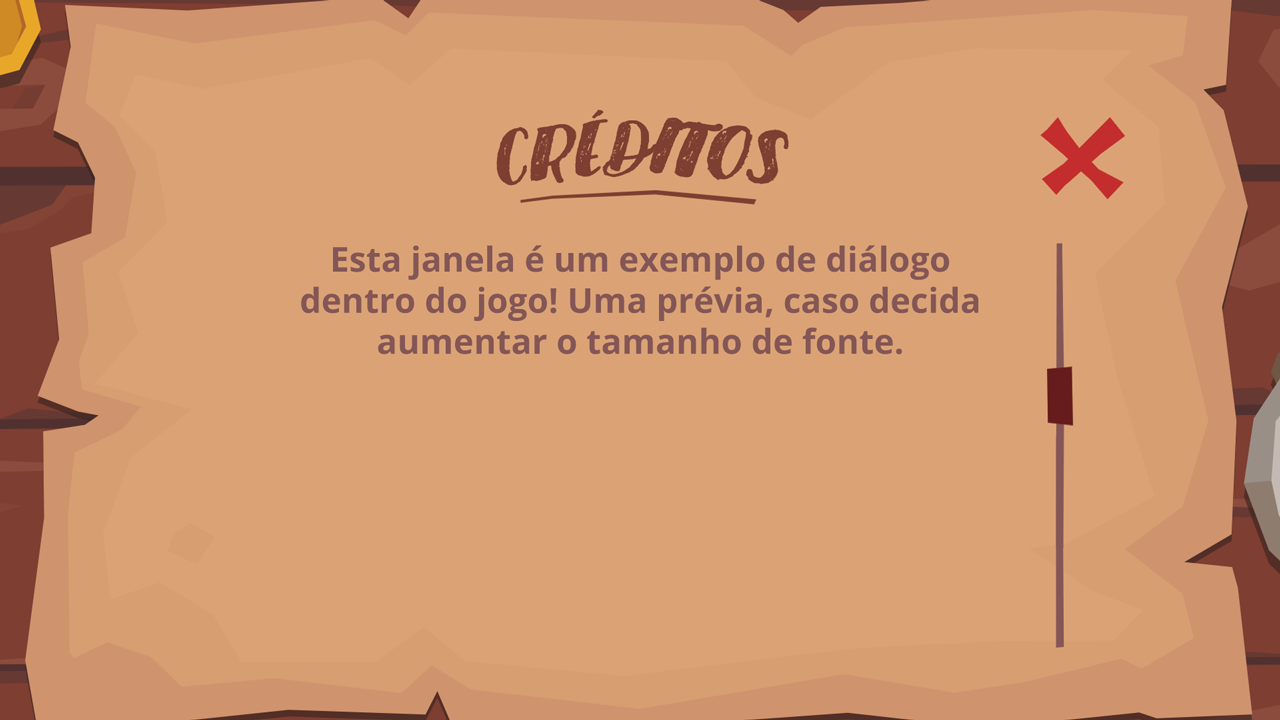 CRÉDITOS
Esta janela é um exemplo de diálogo
dentro do jogo! Uma prévia, caso decida
aumentar o tamanho de fonte.